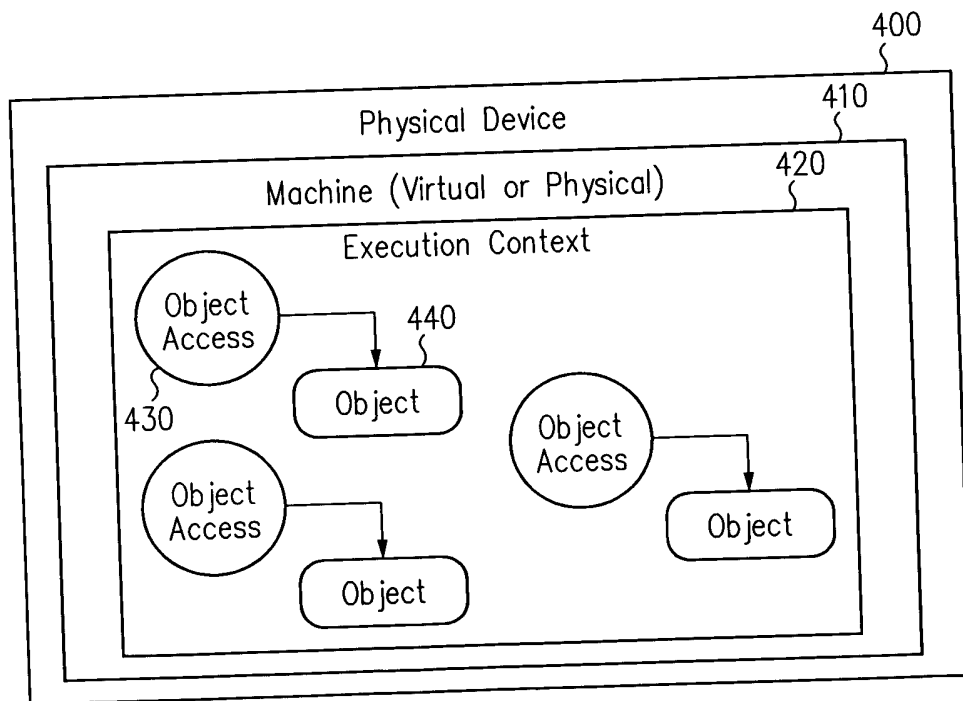 400
Physical Device
410
Machine (Virtual or Physical)
420
Execution Context
Object
Access
430
440
Object
Object
Access
Object
Object
Access
Object